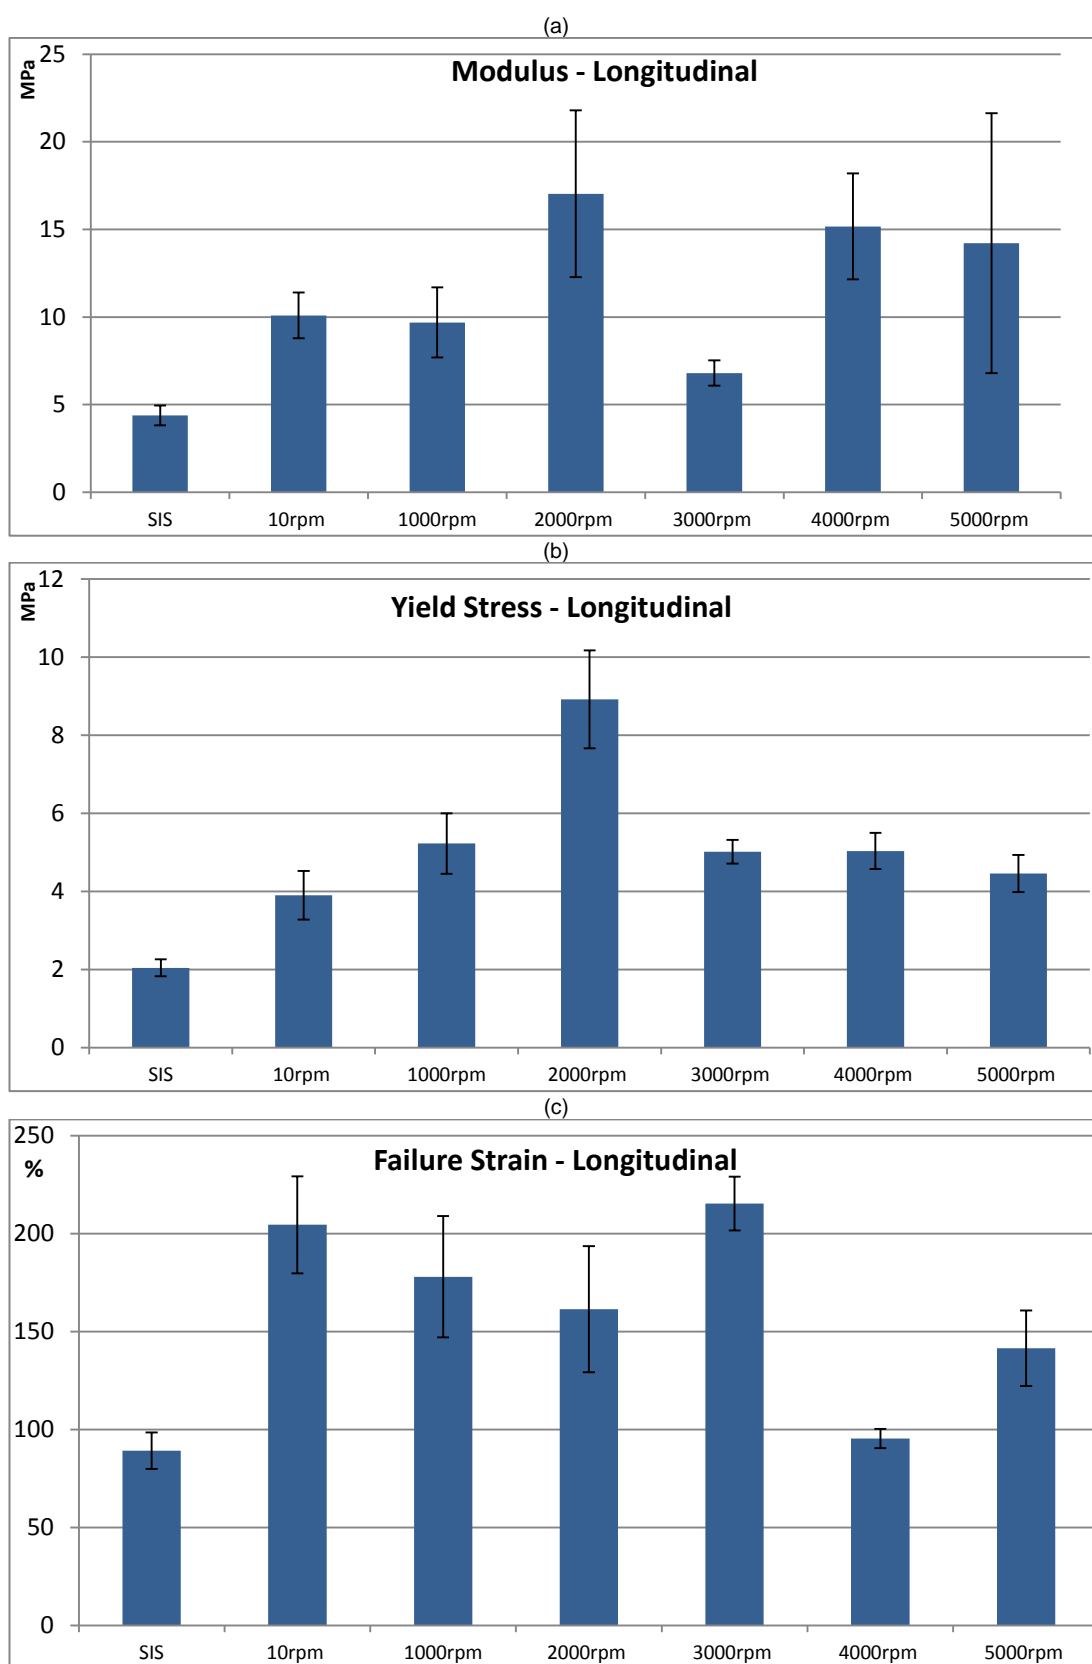 (a)
Modulus - Longitudinal
MPa
25
20
15
10
5
0
SIS 10rpm 1000rpm 2000rpm 3000rpm 4000rpm 5000rpm
(b)
Yield Stress - Longitudinal
MPa
12
10
8
6
4
2
0
SIS 10rpm 1000rpm 2000rpm 3000rpm 4000rpm 5000rpm
(c)
Failure Strain - Longitudinal
%
250
200
150
100
50
0
SIS 10rpm 1000rpm 2000rpm 3000rpm 4000rpm 5000rpm